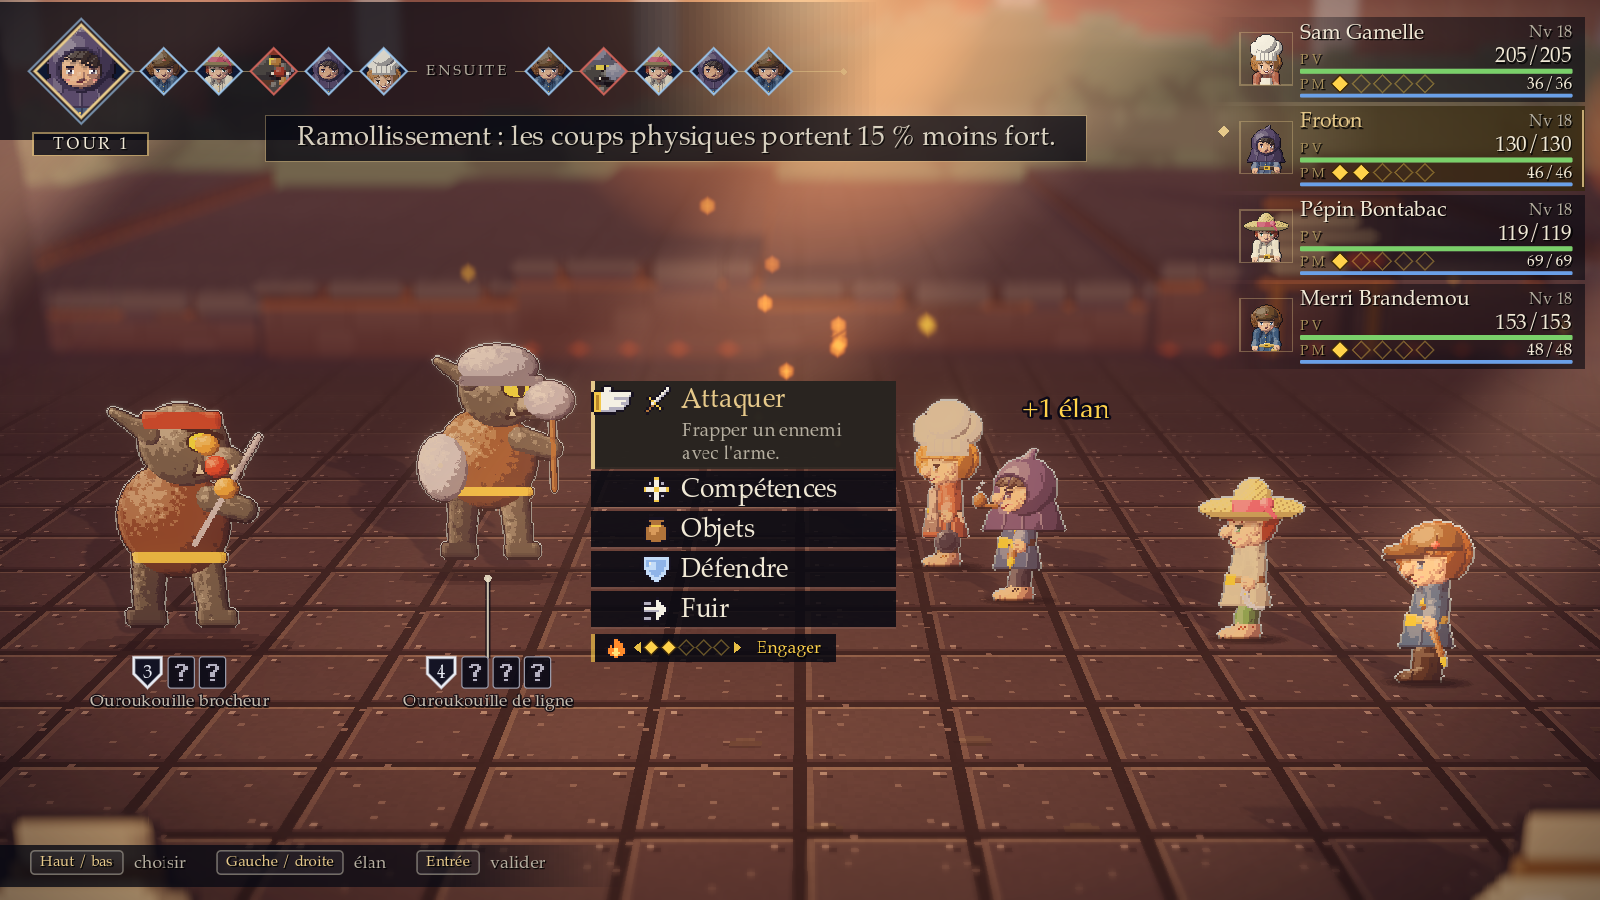 ENSUITE
TOUR 1
Ramollissement : les coups physiques portent 15 % moins fort.
Sam Gamelle Nv 18
PV 205/205
PM 36/36
Froton Nv 18
PV 130/130
PM 46/46
Pépin Bontabac Nv 18
PV 119/119
PM 69/69
Merri Brandemou Nv 18
PV 153/153
PM 48/48
+1 élan
Attaquer
Frapper un ennemi
avec l'arme.
Compétences
Objets
Défendre
Fuir
Engager
3 ? ?
Ouroukouille brocheur
4 ? ? ?
Ouroukouille de ligne
Haut / bas choisir Gauche / droite élan Entrée valider